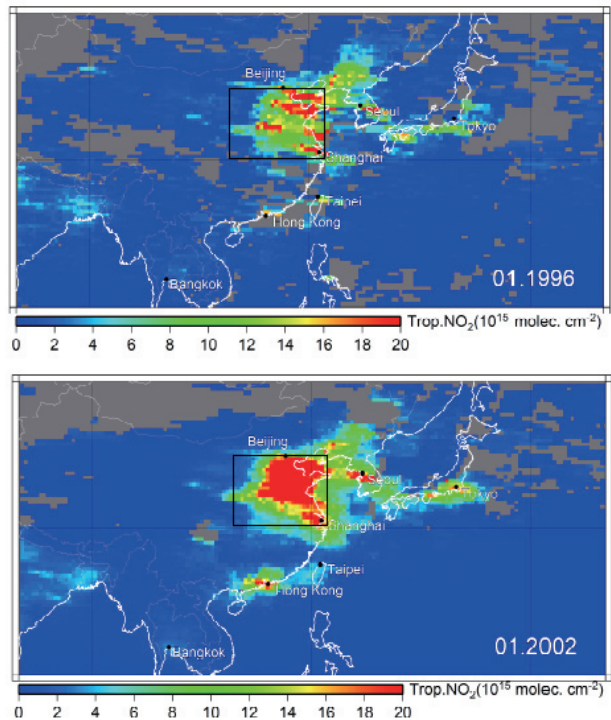 Beijing
Seoul
Tokyo
Shanghai
Taipei
Hong Kong
Bangkok
01.1996
Trop.NO₂(10¹⁵ molec. cm⁻²)
0 2 4 6 8 10 12 14 16 18 20
Beijing
Seoul
Tokyo
Shanghai
Taipei
Hong Kong
Bangkok
01.2002
Trop.NO₂(10¹⁵ molec. cm⁻²)
0 2 4 6 8 10 12 14 16 18 20